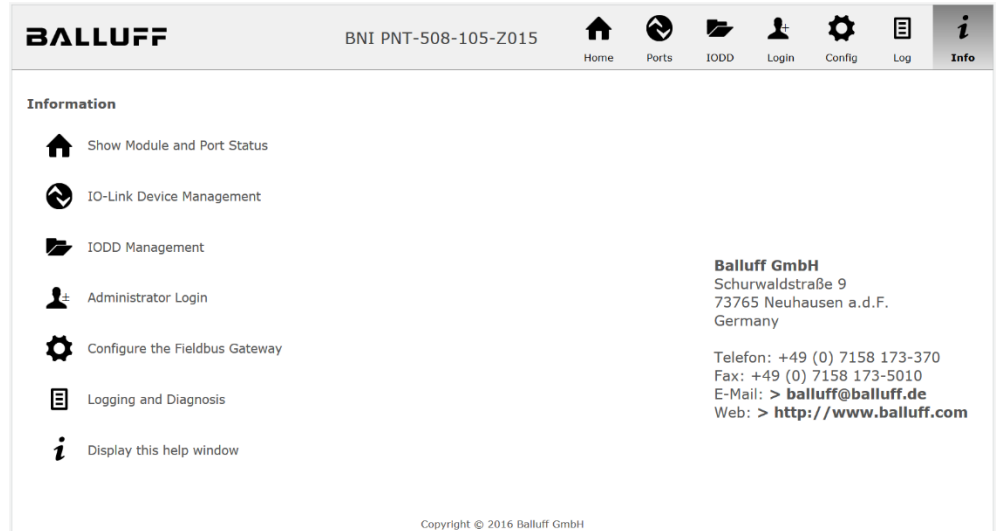 BALLUFF
BNI PNT-508-105-Z015
Home Ports IODD Login Config Log Info
Information
Show Module and Port Status
IO-Link Device Management
IODD Management
Administrator Login
Configure the Fieldbus Gateway
Logging and Diagnosis
Display this help window
Balluff GmbH
Schurwaldstraße 9
73765 Neuhausen a.d.F.
Germany
Telefon: +49 (0) 7158 173-370
Fax: +49 (0) 7158 173-5010
E-Mail: > balluff@balluff.de
Web: > http://www.balluff.com
Copyright © 2016 Balluff GmbH